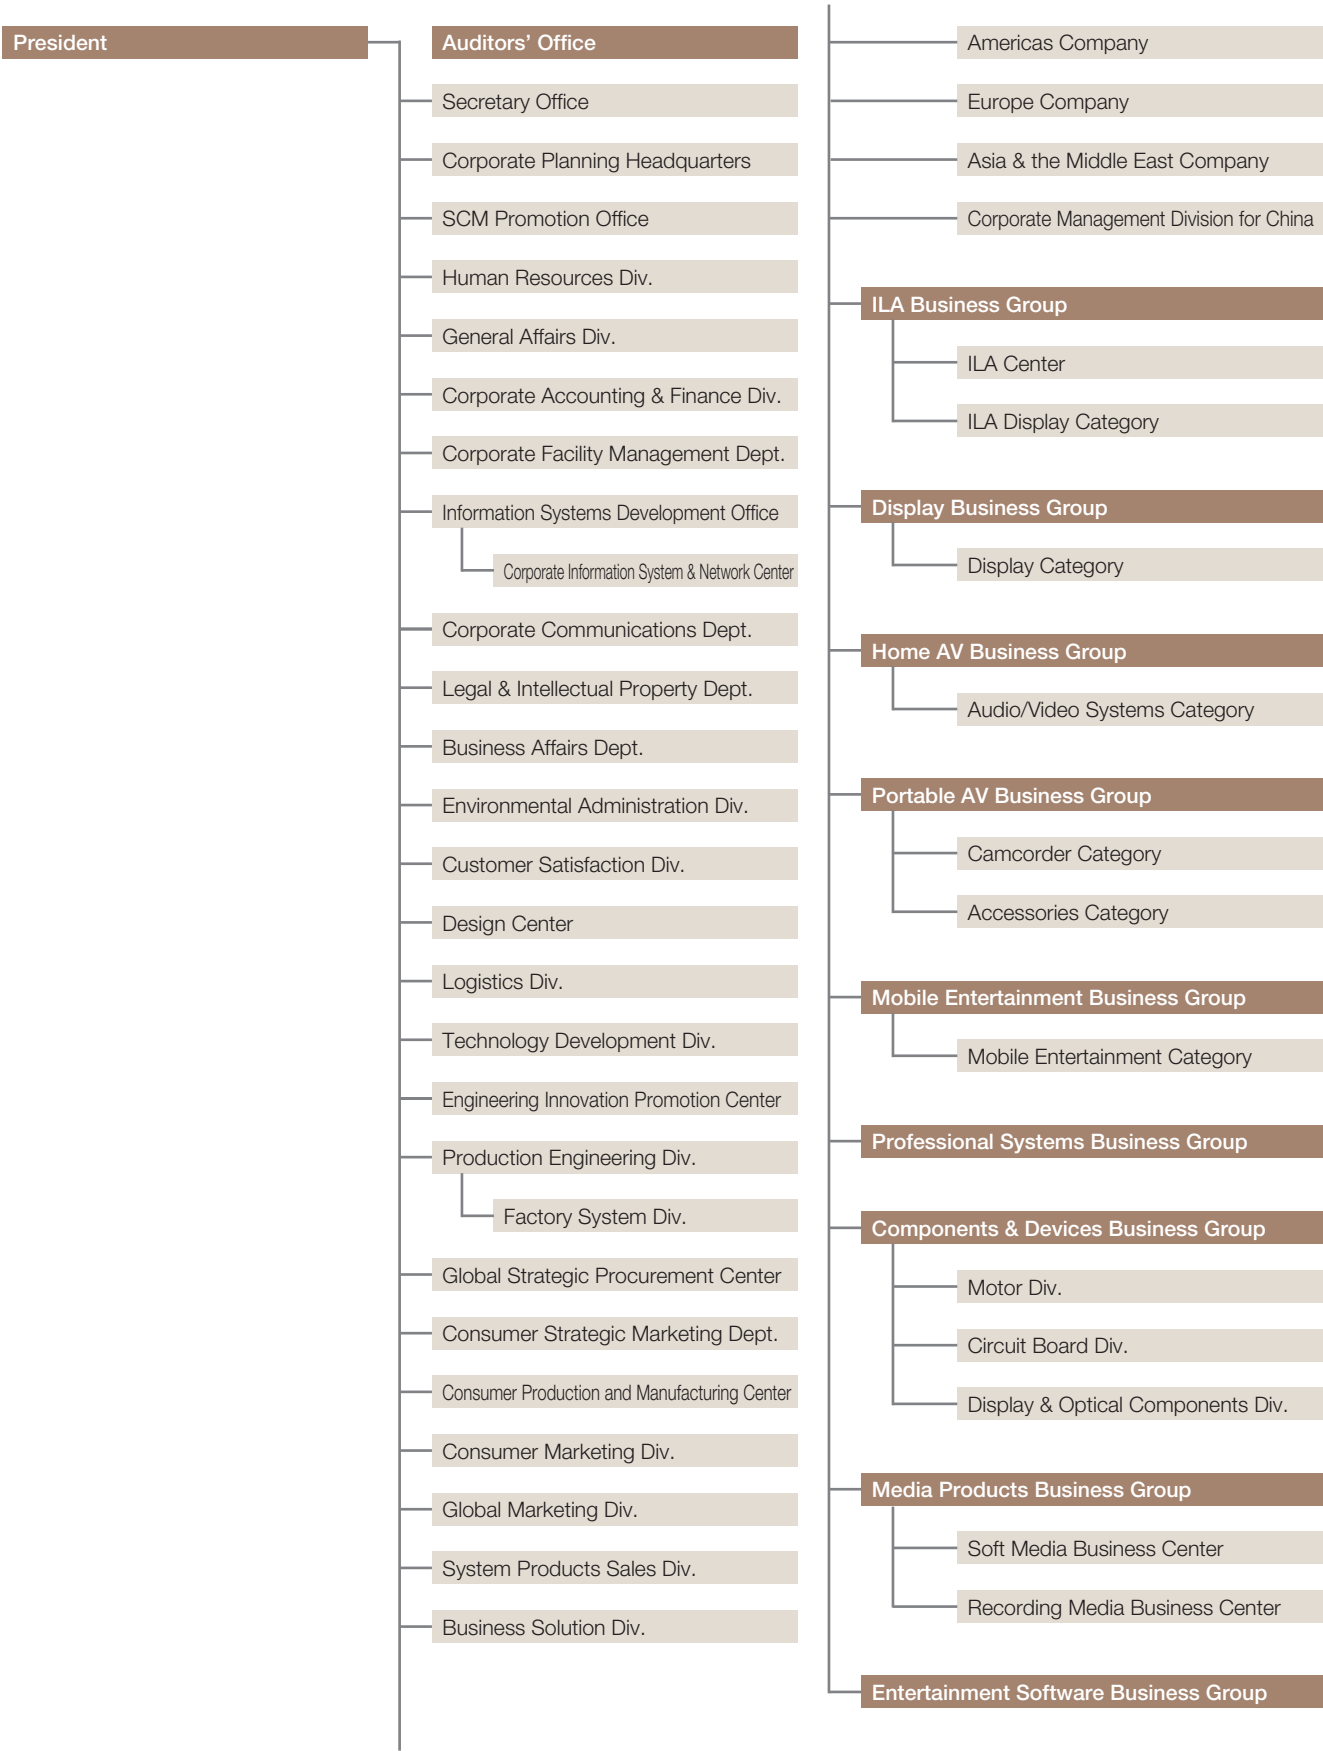 President
Auditors’ Office
Secretary Office
Corporate Planning Headquarters
SCM Promotion Office
Human Resources Div.
General Affairs Div.
Corporate Accounting & Finance Div.
Corporate Facility Management Dept.
Information Systems Development Office
Corporate Information System & Network Center
Corporate Communications Dept.
Legal & Intellectual Property Dept.
Business Affairs Dept.
Environmental Administration Div.
Customer Satisfaction Div.
Design Center
Logistics Div.
Technology Development Div.
Engineering Innovation Promotion Center
Production Engineering Div.
Factory System Div.
Global Strategic Procurement Center
Consumer Strategic Marketing Dept.
Consumer Production and Manufacturing Center
Consumer Marketing Div.
Global Marketing Div.
System Products Sales Div.
Business Solution Div.
Americas Company
Europe Company
Asia & the Middle East Company
Corporate Management Division for China
ILA Business Group
ILA Center
ILA Display Category
Display Business Group
Display Category
Home AV Business Group
Audio/Video Systems Category
Portable AV Business Group
Camcorder Category
Accessories Category
Mobile Entertainment Business Group
Mobile Entertainment Category
Professional Systems Business Group
Components & Devices Business Group
Motor Div.
Circuit Board Div.
Display & Optical Components Div.
Media Products Business Group
Soft Media Business Center
Recording Media Business Center
Entertainment Software Business Group